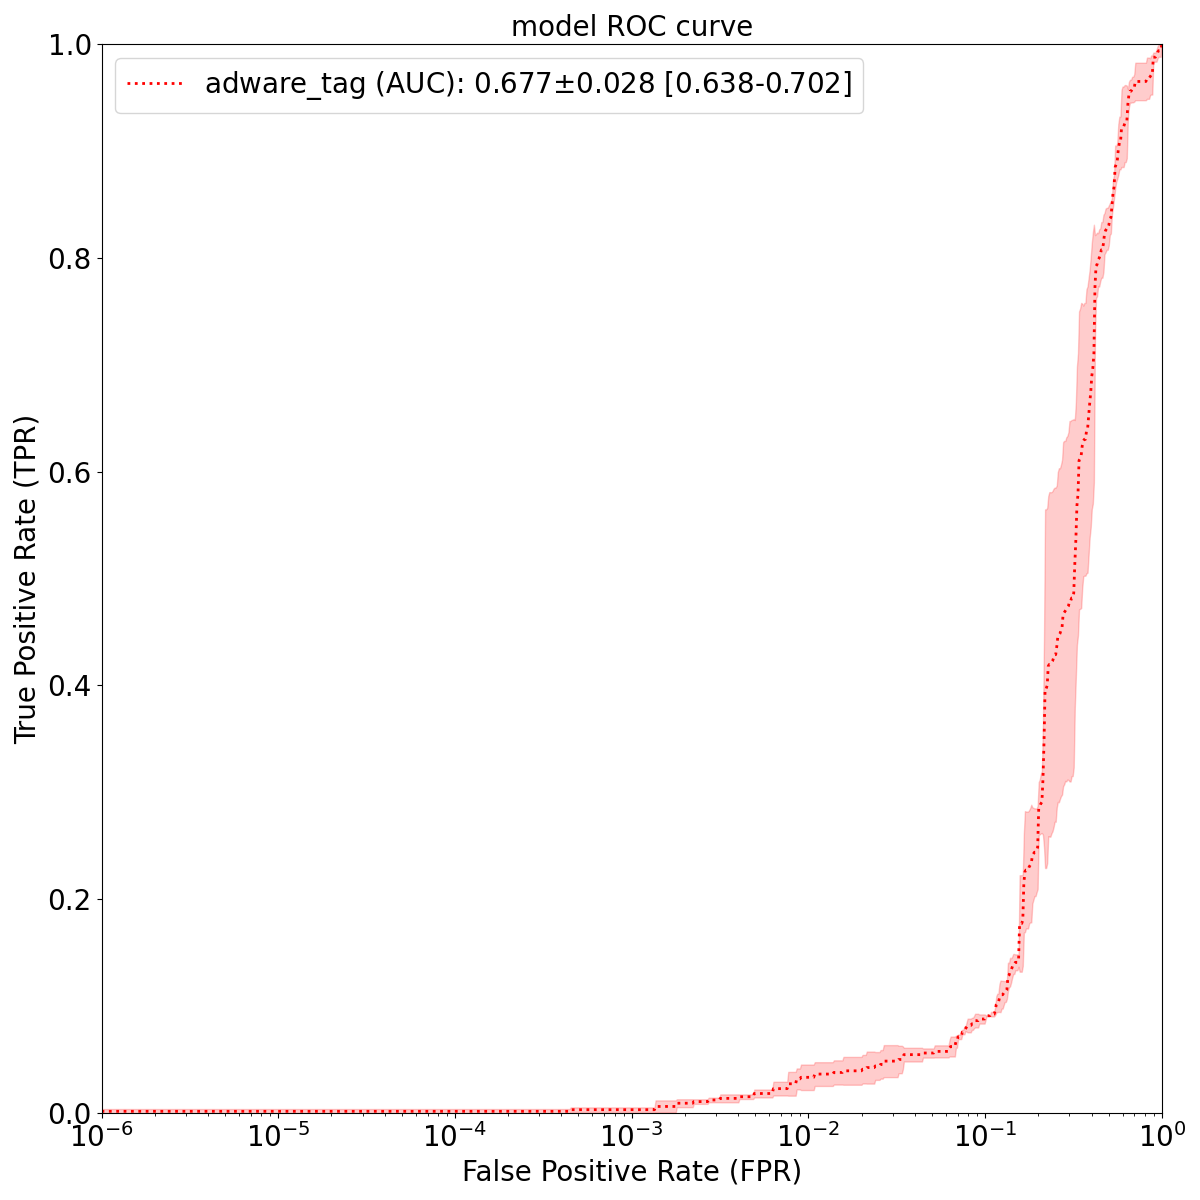 model ROC curve
adware_tag (AUC): 0.677±0.028 [0.638-0.702]
True Positive Rate (TPR)
1.0
0.8
0.6
0.4
0.2
0.0
10⁻⁶ 10⁻⁵ 10⁻⁴ 10⁻³ 10⁻² 10⁻¹ 10⁰
False Positive Rate (FPR)